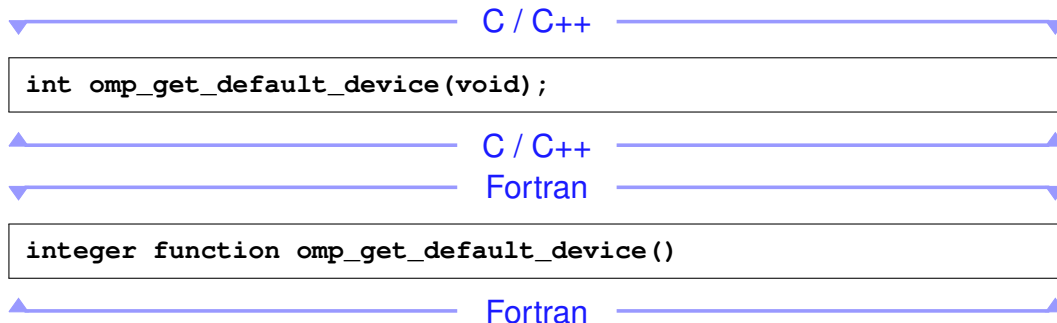 C / C++
int omp_get_default_device(void);
C / C++
Fortran
integer function omp_get_default_device()
Fortran